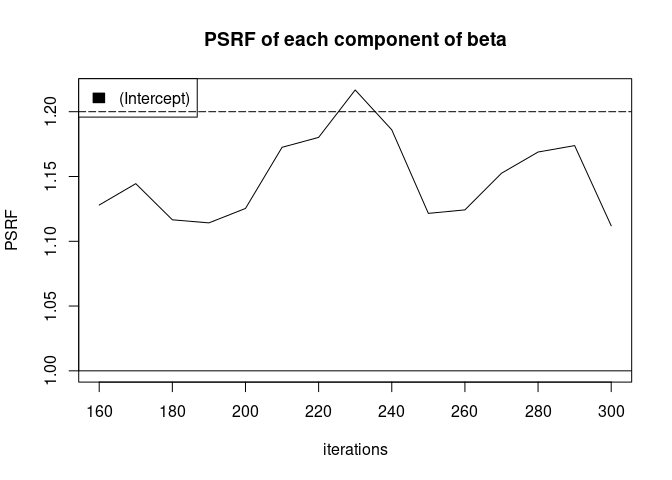 PSRF of each component of beta
(Intercept)
1.20
1.15
1.10
1.05
1.00
PSRF
160 180 200 220 240 260 280 300
iterations